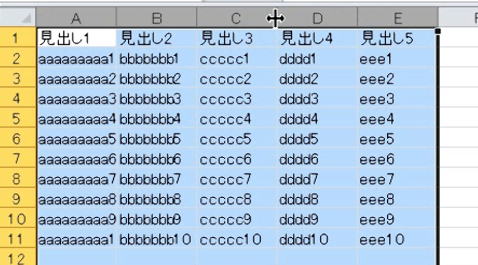 A B C D E
1 見出し1 見出し2 見出し3 見出し4 見出し5
2 aaaaaaaaa1 bbbbbbb1 ccccc1 dddd1 eee1
3 aaaaaaaaa2 bbbbbbb2 ccccc2 dddd2 eee2
4 aaaaaaaaa3 bbbbbbb3 ccccc3 dddd3 eee3
5 aaaaaaaaa4 bbbbbbb4 ccccc4 dddd4 eee4
6 aaaaaaaaa5 bbbbbbb5 ccccc5 dddd5 eee5
7 aaaaaaaaa6 bbbbbbb6 ccccc6 dddd6 eee6
8 aaaaaaaaa7 bbbbbbb7 ccccc7 dddd7 eee7
9 aaaaaaaaa8 bbbbbbb8 ccccc8 dddd8 eee8
10 aaaaaaaaa9 bbbbbbb9 ccccc9 dddd9 eee9
11 aaaaaaaaa1 bbbbbbb10 ccccc10 dddd10 eee10
12